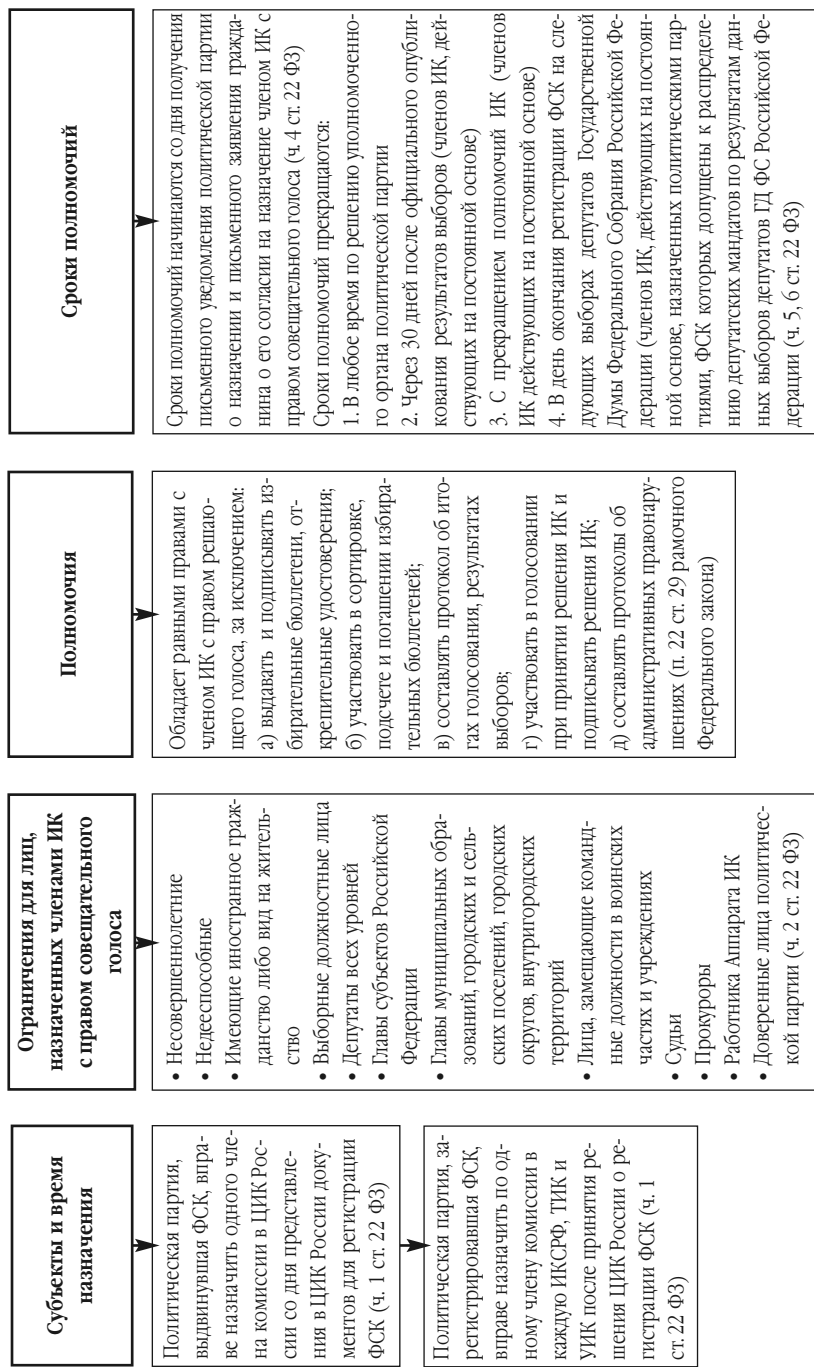 Субъекты и время
назначения
Политическая партия,
выдвинувшая ФСК, впра-
ве назначить одного чле-
на комиссии в ЦИК Рос-
сии со дня представле-
ния в ЦИК России доку-
ментов для регистрации
ФСК (ч. 1 ст. 22 ФЗ)
Политическая партия, за-
регистрировавшая ФСК,
вправе назначить по од-
ному члену комиссии в
каждую ИКСРФ, ТИК и
УИК после принятия ре-
шения ЦИК России о ре-
гистрации ФСК (ч. 1
ст. 22 ФЗ)
Ограничения для лиц,
назначенных членами ИК
с правом совещательного
голоса
• Несовершеннолетние
• Недееспособные
• Имеющие иностранное граж-
данство либо вид на житель-
ство
• Выборные должностные лица
• Депутаты всех уровней
• Главы субъектов Российской
Федерации
• Главы муниципальных обра-
зований, городских и сель-
ских поселений, городских
округов, внутригородских
территорий
• Лица, замещающие команд-
ные должности в воинских
частях и учреждениях
• Судьи
• Прокуроры
• Работника Аппарата ИК
• Доверенные лица политичес-
кой партии (ч. 2 ст. 22 ФЗ)
Полномочия
Обладает равными правами с
членом ИК с правом решаю-
щего голоса, за исключением:
а) выдавать и подписывать из-
бирательные бюллетени, от-
крепительные удостоверения;
б) участвовать в сортировке,
подсчете и погашении избира-
тельных бюллетеней;
в) составлять протокол об ито-
гах голосования, результатах
выборов;
г) участвовать в голосовании
при принятии решения ИК и
подписывать решения ИК;
д) составлять протоколы об
административных правонару-
шениях (п. 22 ст. 29 рамочного
Федерального закона)
Сроки полномочий
Сроки полномочий начинаются со дня получения
письменного уведомления политической партии
о назначении и письменного заявления гражда-
нина о его согласии на назначение членом ИК с
правом совещательного голоса (ч. 4 ст. 22 ФЗ)
Сроки полномочий прекращаются:
1. В любое время по решению уполномоченно-
го органа политической партии
2. Через 30 дней после официального опубли-
кования результатов выборов (членов ИК, дей-
ствующих на постоянной основе)
3. С прекращением полномочий ИК (членов
ИК действующих на постоянной основе)
4. В день окончания регистрации ФСК на сле-
дующих выборах депутатов Государственной
Думы Федерального Собрания Российской Фе-
дерации (членов ИК, действующих на постоян-
ной основе, назначенных политическими пар-
тиями, ФСК которых допущены к распределе-
нию депутатских мандатов по результатам дан-
ных выборов депутатов ГД ФС Российской Фе-
дерации (ч. 5, 6 ст. 22 ФЗ)